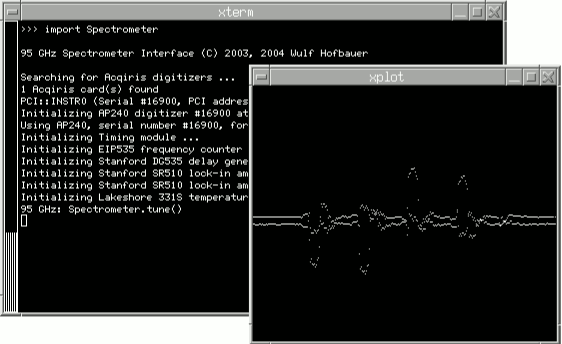 xterm
>>> import Spectrometer
95 GHz Spectrometer Interface (C) 2003, 2004 Wulf Hofbauer
Searching for Acqiris digitizers ...
1 Acqiris card(s) found
PCI::INSTR0 (Serial #16900, PCI addres
Initializing AP240 digitizer #16900 at
Using AP240, serial number #16900, for
Initializing Timing module ...
Initializing EIP535 frequency counter
Initializing Stanford DG535 delay gene
Initializing Stanford SR510 lock-in am
Initializing Stanford SR510 lock-in am
Initializing Lakeshore 331S temperatur
95 GHz: Spectrometer.tune()
xplot